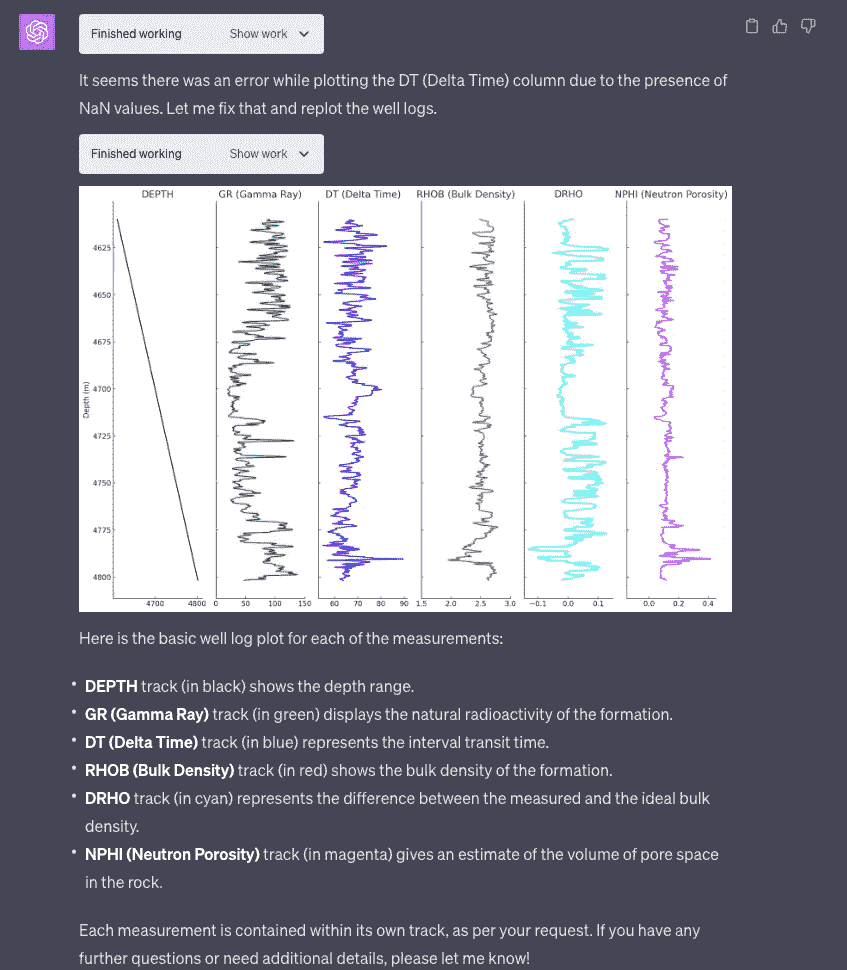 Finished working Show work
It seems there was an error while plotting the DT (Delta Time) column due to the presence of
NaN values. Let me fix that and replot the well logs.
Finished working Show work
DEPTH GR (Gamma Ray) DT (Delta Time) RHOB (Bulk Density) DRHO NPHI (Neutron Porosity)
Depth (m)
4625
4650
4675
4700
4725
4750
4775
4800
4700 4800 0 50 100 150 60 70 80 90 1.5 2.0 2.5 3.0 −0.1 0.0 0.1 0.0 0.2 0.4
Here is the basic well log plot for each of the measurements:
• DEPTH track (in black) shows the depth range.
• GR (Gamma Ray) track (in green) displays the natural radioactivity of the formation.
• DT (Delta Time) track (in blue) represents the interval transit time.
• RHOB (Bulk Density) track (in red) shows the bulk density of the formation.
• DRHO track (in cyan) represents the difference between the measured and the ideal bulk
density.
• NPHI (Neutron Porosity) track (in magenta) gives an estimate of the volume of pore space
in the rock.
Each measurement is contained within its own track, as per your request. If you have any
further questions or need additional details, please let me know!